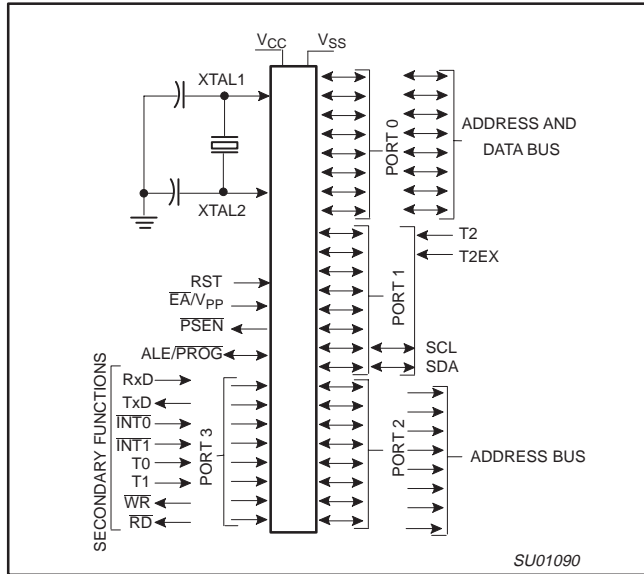 VCC VSS
XTAL1
XTAL2
RST
EA/VPP
PSEN
ALE/PROG
SECONDARY FUNCTIONS
RxD
TxD
INT0
INT1
T0
T1
WR
RD
PORT 3
PORT 0
ADDRESS AND
DATA BUS
PORT 1
T2
T2EX
SCL
SDA
PORT 2
ADDRESS BUS
SU01090